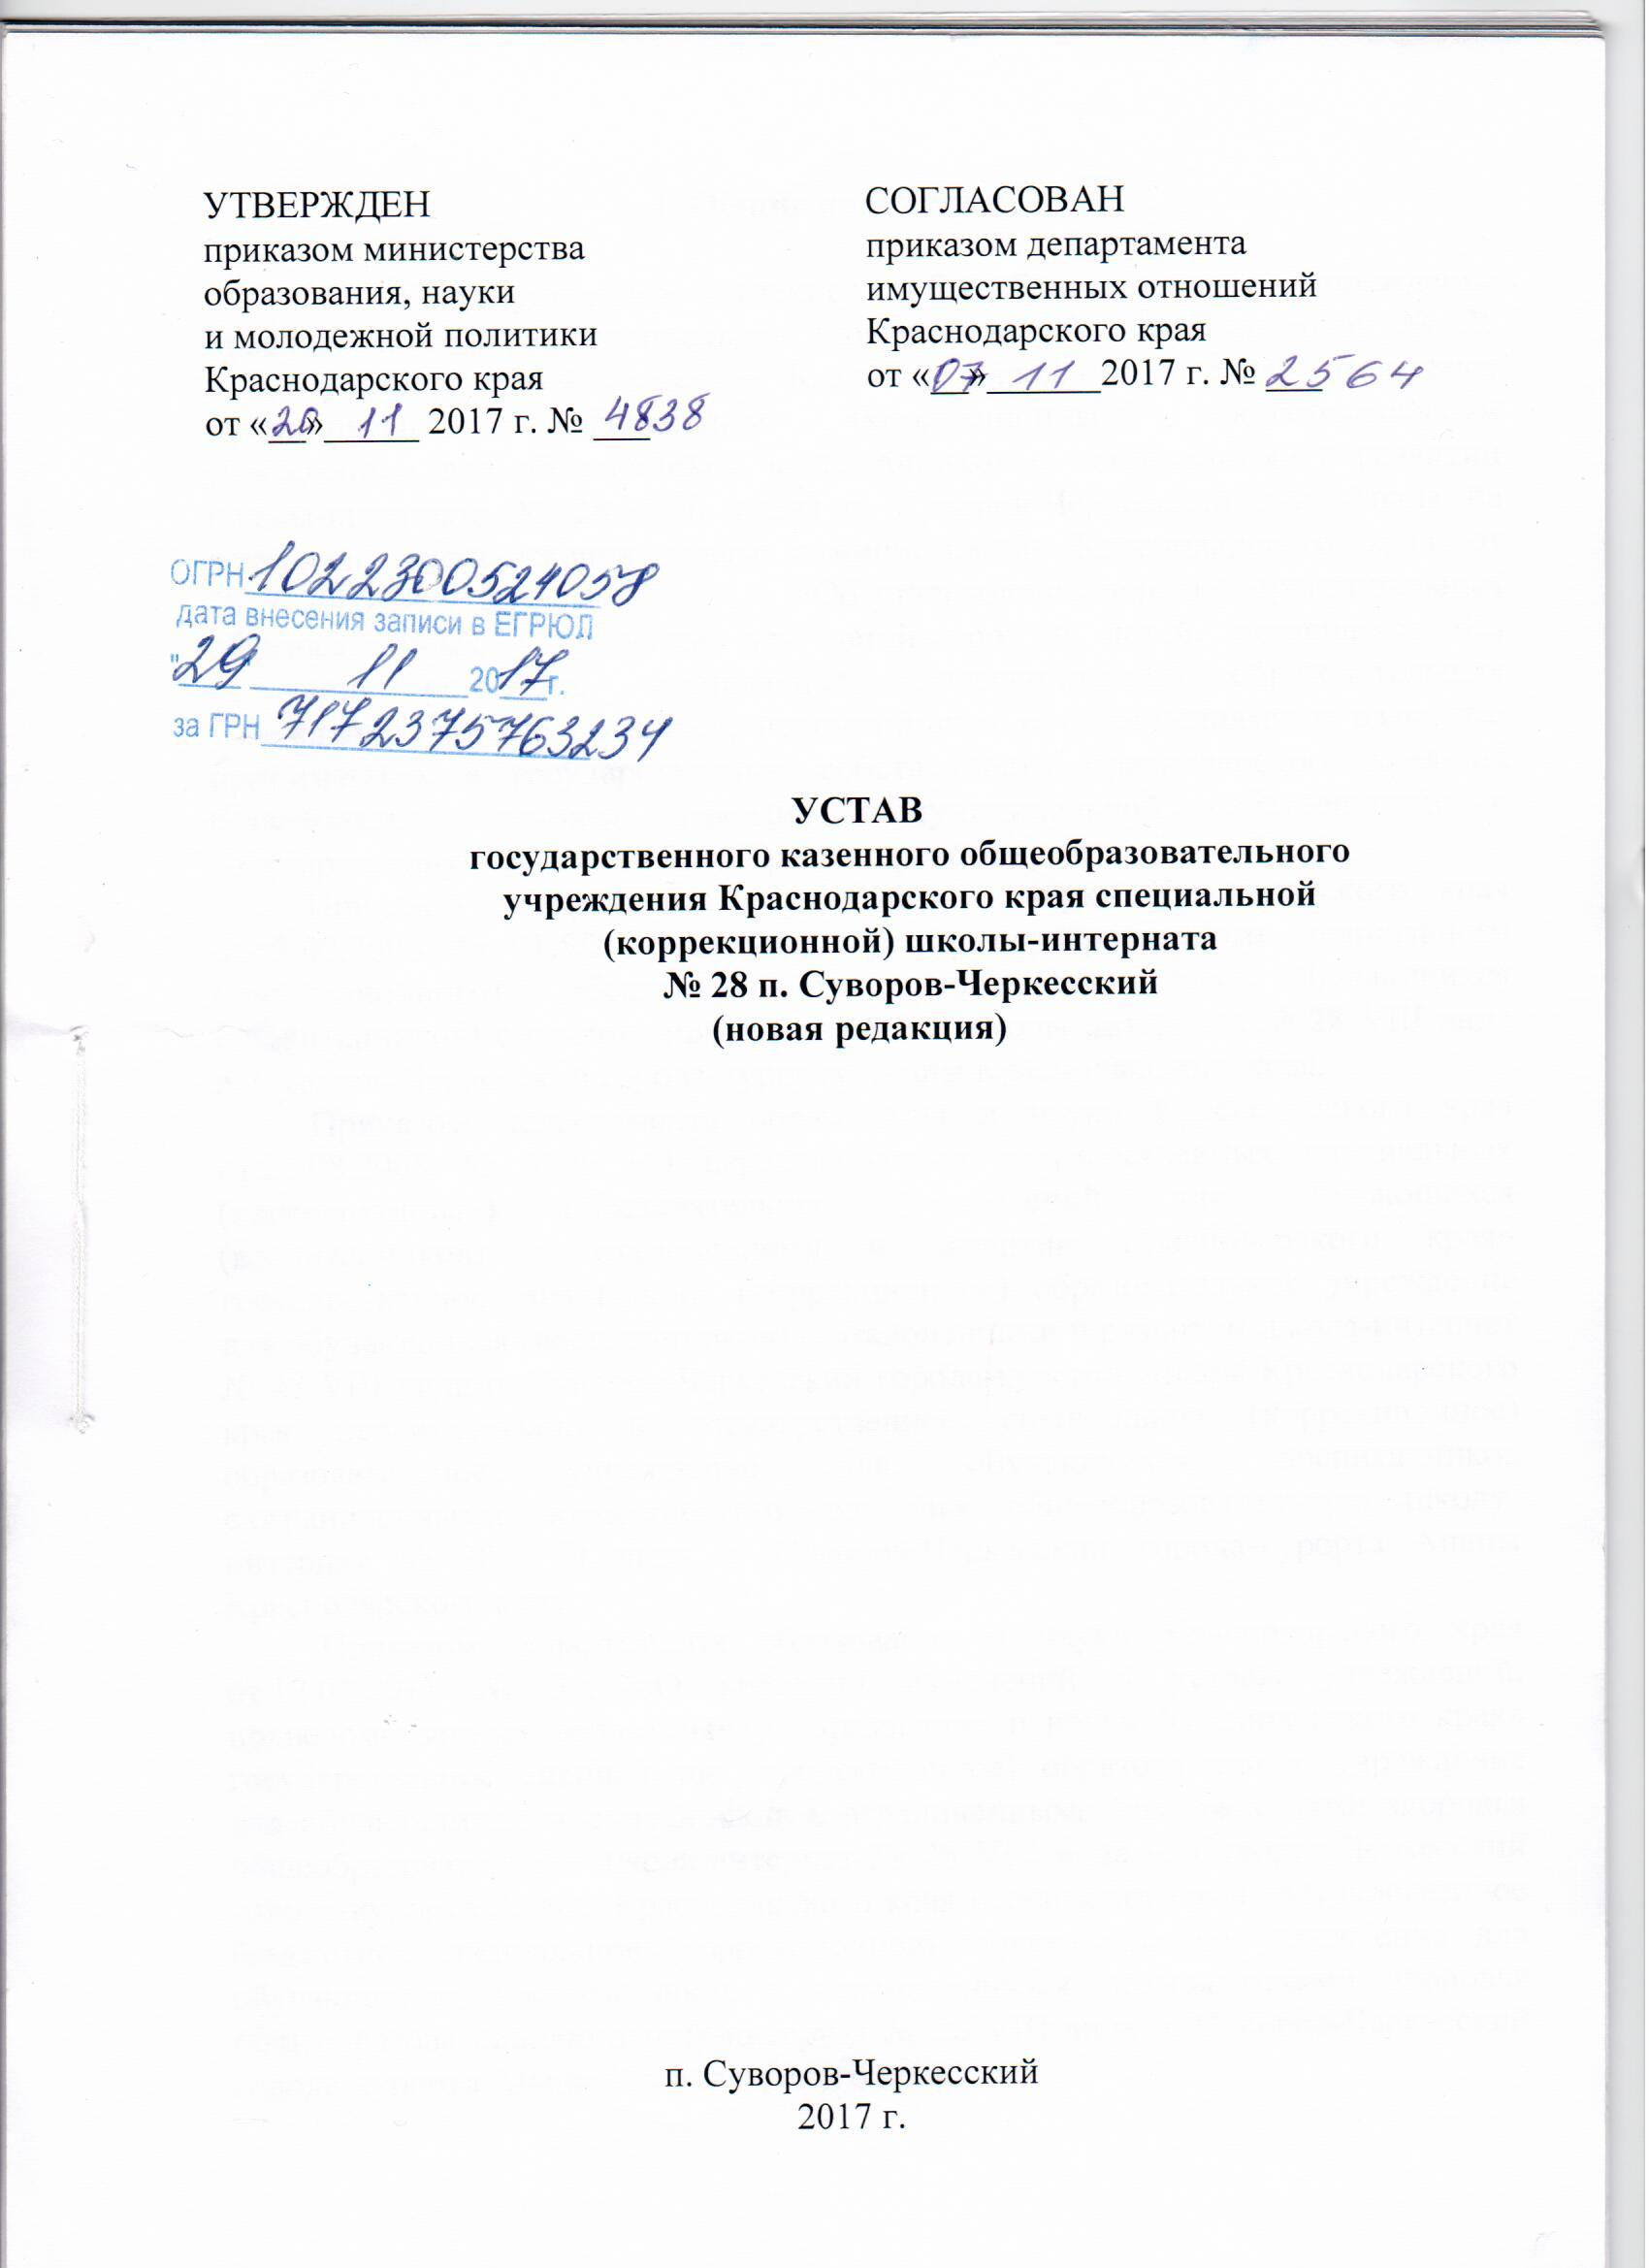 УТВЕРЖДЕН
приказом министерства
образования, науки
и молодежной политики
Краснодарского края
от «20» 11 2017 г. № 4838
СОГЛАСОВАН
приказом департамента
имущественных отношений
Краснодарского края
от «07» 11 2017 г. № 2564
ОГРН 1022300524058
дата внесения записи в ЕГРЮЛ
"29 11 2017 г.
за ГРН 7172375763234
УСТАВ
государственного казенного общеобразовательного
учреждения Краснодарского края специальной
(коррекционной) школы-интерната
№ 28 п. Суворов-Черкесский
(новая редакция)
п. Суворов-Черкесский
2017 г.